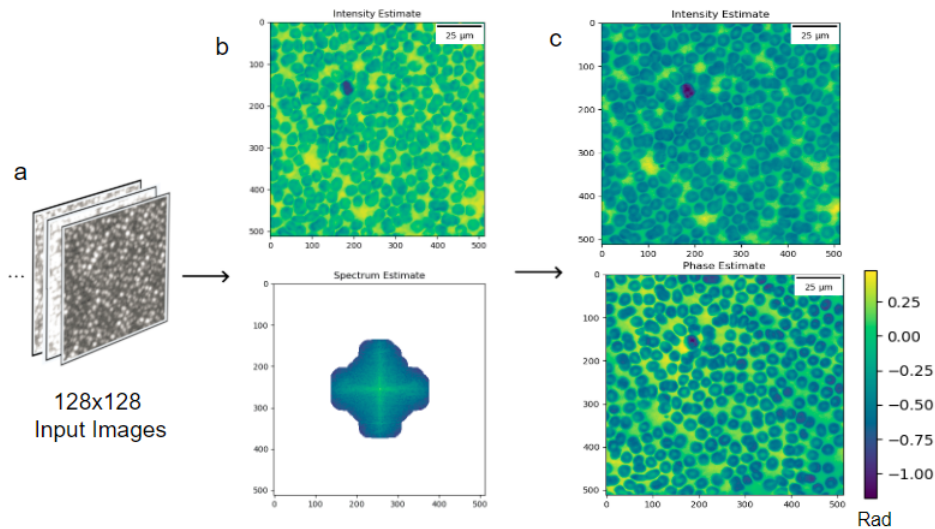 a
...
128x128
Input Images
b
Intensity Estimate
25 μm
0
100
200
300
400
500
0 100 200 300 400 500
Spectrum Estimate
0
100
200
300
400
500
0 100 200 300 400 500
c
Intensity Estimate
25 μm
0
100
200
300
400
500
0 100 200 300 400 500
Phase Estimate
25 μm
0
100
200
300
400
500
0 100 200 300 400 500
0.25
0.00
−0.25
−0.50
−0.75
−1.00
Rad